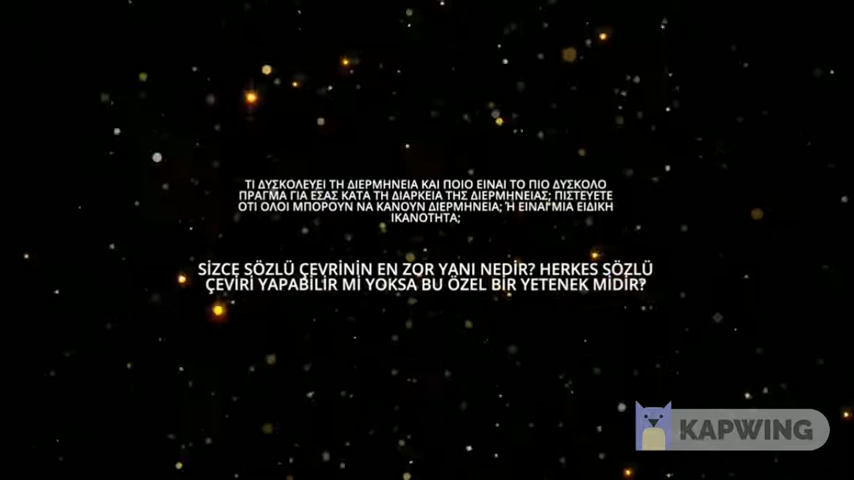 ΤΙ ΔΥΣΚΟΛΕΥΕΙ ΤΗ ΔΙΕΡΜΗΝΕΙΑ ΚΑΙ ΠΟΙΟ ΕΙΝΑΙ ΤΟ ΠΙΟ ΔΥΣΚΟΛΟ
ΠΡΑΓΜΑ ΓΙΑ ΕΣΑΣ ΚΑΤΑ ΤΗ ΔΙΑΡΚΕΙΑ ΤΗΣ ΔΙΕΡΜΗΝΕΙΑΣ; ΠΙΣΤΕΥΕΤΕ
ΟΤΙ ΟΛΟΙ ΜΠΟΡΟΥΝ ΝΑ ΚΑΝΟΥΝ ΔΙΕΡΜΗΝΕΙΑ; Ή ΕΙΝΑΙ ΜΙΑ ΕΙΔΙΚΗ
ΙΚΑΝΟΤΗΤΑ;
SİZCE SÖZLÜ ÇEVRİNİN EN ZOR YANI NEDİR? HERKES SÖZLÜ
ÇEVİRİ YAPABİLİR Mİ YOKSA BU ÖZEL BİR YETENEK MİDİR?
KAPWING